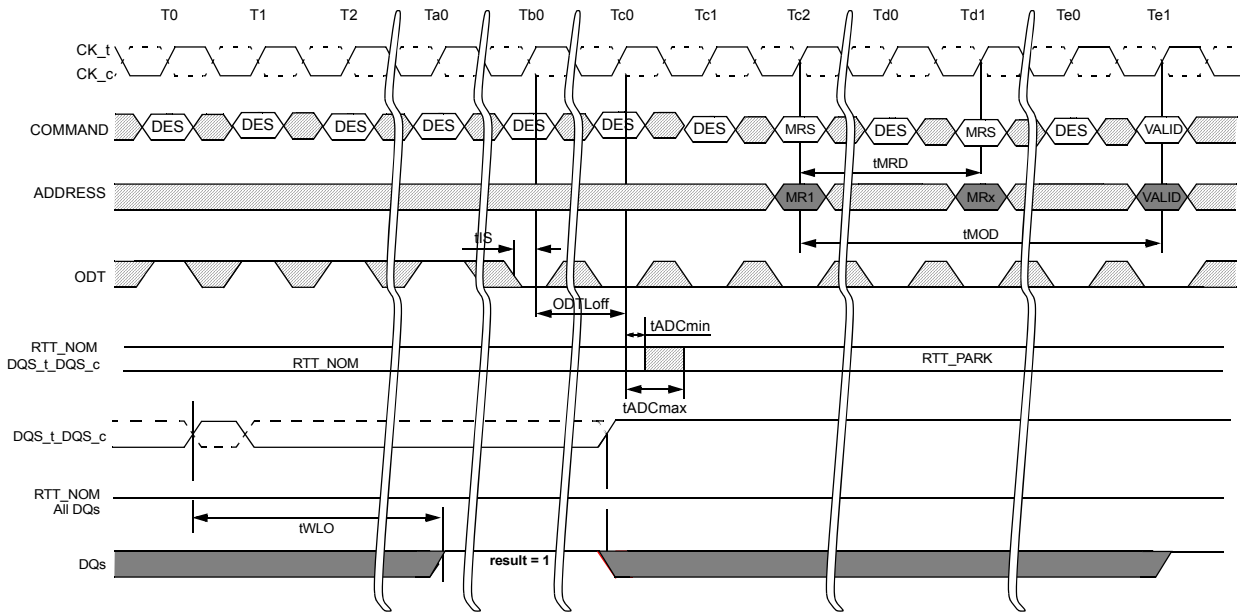 T0 T1 T2 Ta0 Tb0 Tc0 Tc1 Tc2 Td0 Td1 Te0 Te1
CK_t
CK_c
COMMAND DES DES DES DES DES DES DES MRS DES MRS DES VALID
tMRD
ADDRESS MR1 MRx VALID
tIS tMOD
ODT
ODTLoff
tADCmin
RTT_NOM
DQS_t_DQS_c RTT_NOM RTT_PARK
tADCmax
DQS_t_DQS_c
RTT_NOM
All DQs
tWLO
DQs result = 1